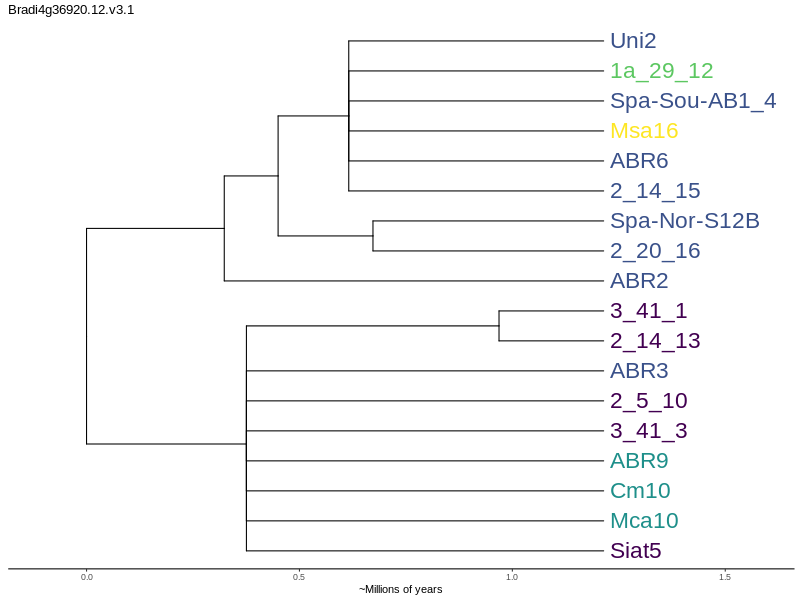 Bradi4g36920.12.v3.1
Uni2
1a_29_12
Spa-Sou-AB1_4
Msa16
ABR6
2_14_15
Spa-Nor-S12B
2_20_16
ABR2
3_41_1
2_14_13
ABR3
2_5_10
3_41_3
ABR9
Cm10
Mca10
Siat5
0.0 0.5 1.0 1.5
~Millions of years